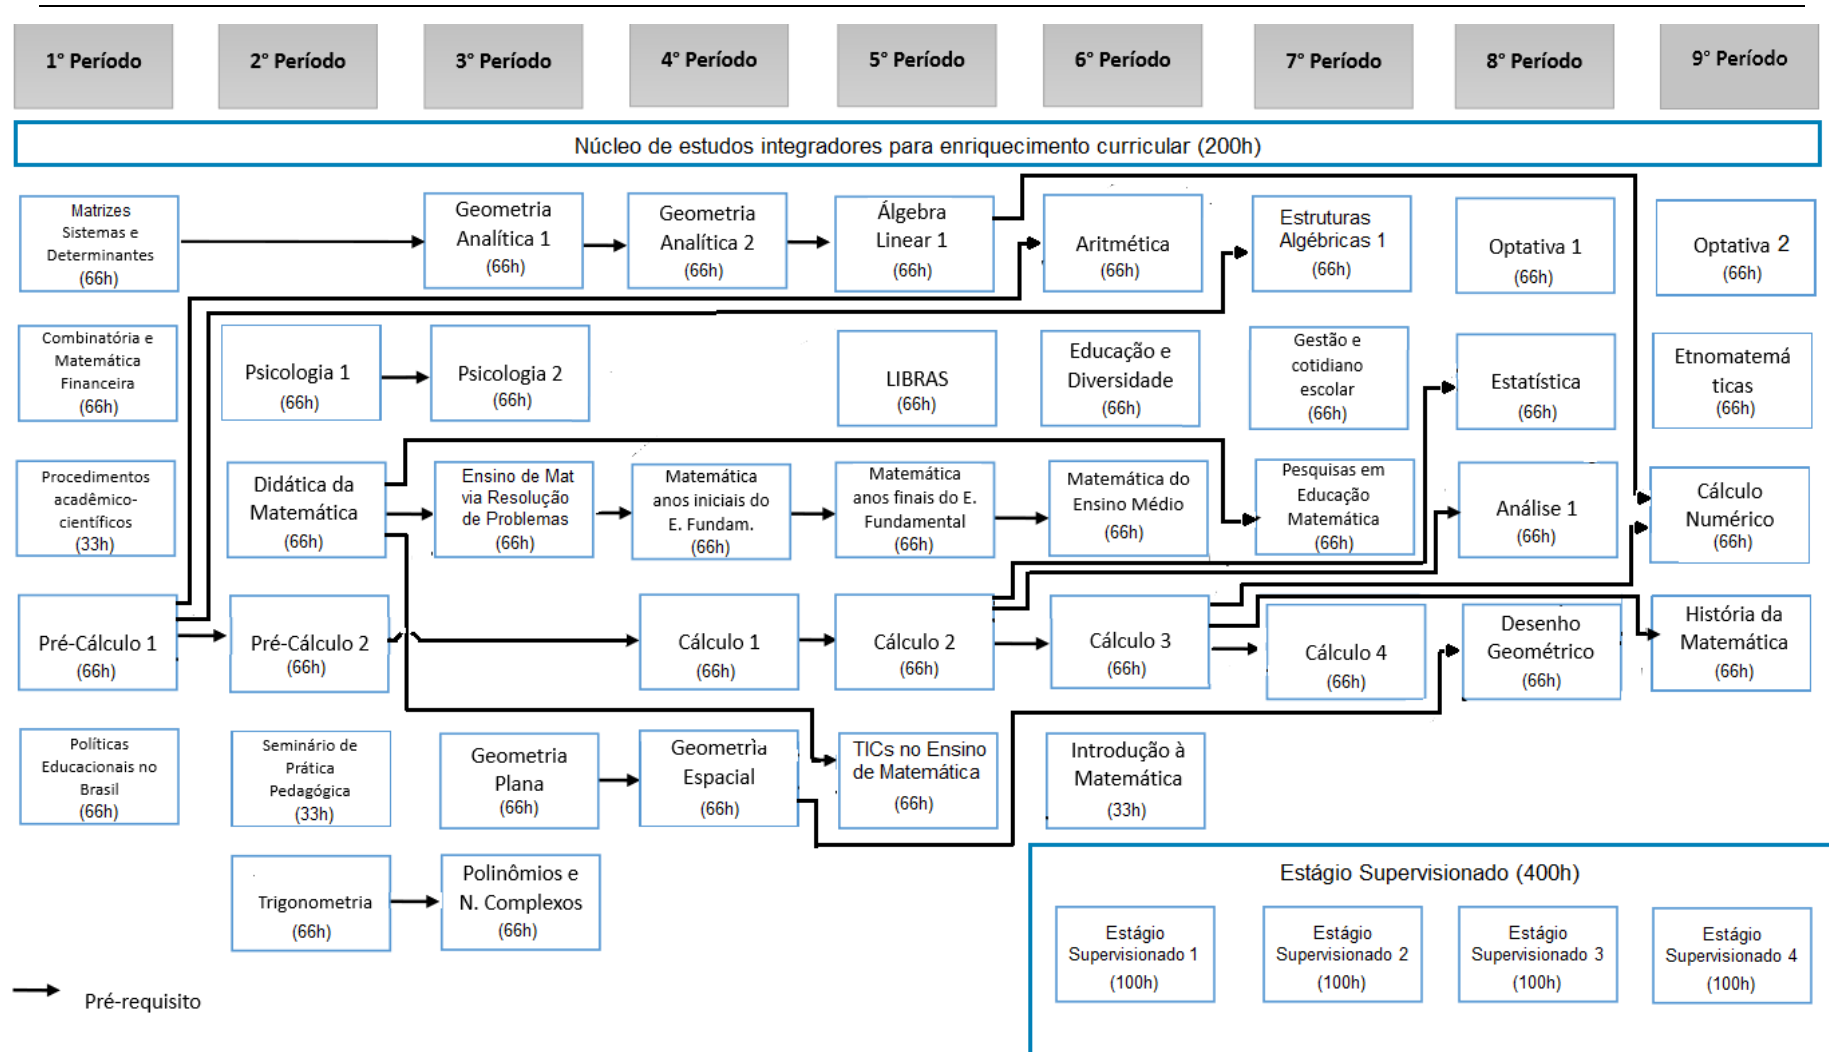 1° Período
2° Período
3° Período
4° Período
5° Período
6° Período
7° Período
8° Período
9° Período
Núcleo de estudos integradores para enriquecimento curricular (200h)
Matrizes
Sistemas e
Determinantes
(66h)
Geometria
Analítica 1
(66h)
Geometria
Analítica 2
(66h)
Álgebra
Linear 1
(66h)
Aritmética
(66h)
Estruturas
Algébricas 1
(66h)
Optativa 1
(66h)
Optativa 2
(66h)
Combinatória e
Matemática
Financeira
(66h)
Psicologia 1
(66h)
Psicologia 2
(66h)
LIBRAS
(66h)
Educação e
Diversidade
(66h)
Gestão e
cotidiano
escolar
(66h)
Estatística
(66h)
Etnomatemá
ticas
(66h)
Procedimentos
acadêmico-
científicos
(33h)
Didática da
Matemática
(66h)
Ensino de Mat
via Resolução
de Problemas
(66h)
Matemática
anos iniciais do
E. Fundam.
(66h)
Matemática
anos finais do E.
Fundamental
(66h)
Matemática do
Ensino Médio
(66h)
Pesquisas em
Educação
Matemática
(66h)
Análise 1
(66h)
Cálculo
Numérico
(66h)
Pré-Cálculo 1
(66h)
Pré-Cálculo 2
(66h)
Cálculo 1
(66h)
Cálculo 2
(66h)
Cálculo 3
(66h)
Cálculo 4
(66h)
Desenho
Geométrico
(66h)
História da
Matemática
(66h)
Políticas
Educacionais no
Brasil
(66h)
Seminário de
Prática
Pedagógica
(33h)
Geometria
Plana
(66h)
Geometria
Espacial
(66h)
TICs no Ensino
de Matemática
(66h)
Introdução à
Matemática
(33h)
Trigonometria
(66h)
Polinômios e
N. Complexos
(66h)
Estágio Supervisionado (400h)
Estágio
Supervisionado 1
(100h)
Estágio
Supervisionado 2
(100h)
Estágio
Supervisionado 3
(100h)
Estágio
Supervisionado 4
(100h)
Pré-requisito